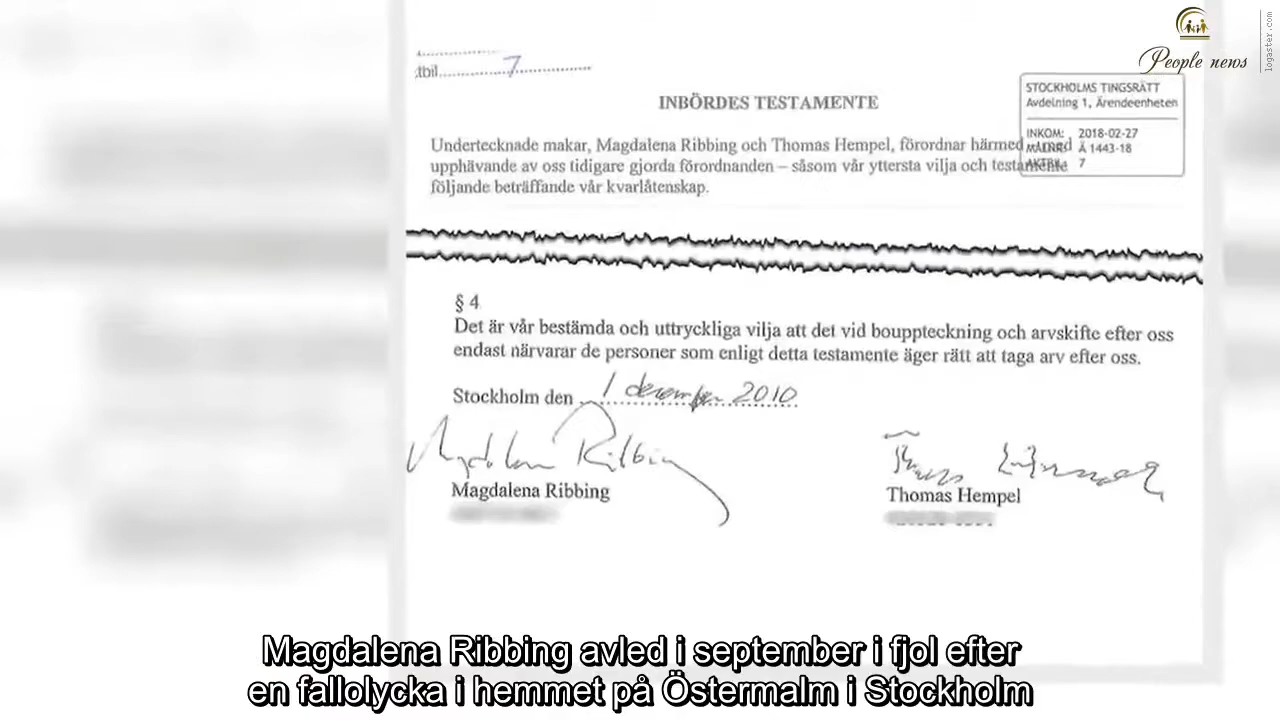 People news
logaster.com
tbil. 7
INBÖRDES TESTAMENTE
STOCKHOLMS TINGSRÄTT
Avdelning 1, Ärendeenheten
INKOM: 2018-02-27
MÅLNR: Ä 1443-18
AKTBIL: 7
Undertecknade makar, Magdalena Ribbing och Thomas Hempel, förordnar härmed med
upphävande av oss tidigare gjorda förordnanden – såsom vår yttersta vilja och testamente
följande beträffande vår kvarlåtenskap.
§ 4
Det är vår bestämda och uttryckliga vilja att det vid bouppteckning och arvskifte efter oss
endast närvarar de personer som enligt detta testamente äger rätt att taga arv efter oss.
Stockholm den 1 december 2010
Magdalena Ribbing
Magdalena Ribbing
Thomas Hempel
Magdalena Ribbing avled i september i fjol efter
en fallolycka i hemmet på Östermalm i Stockholm